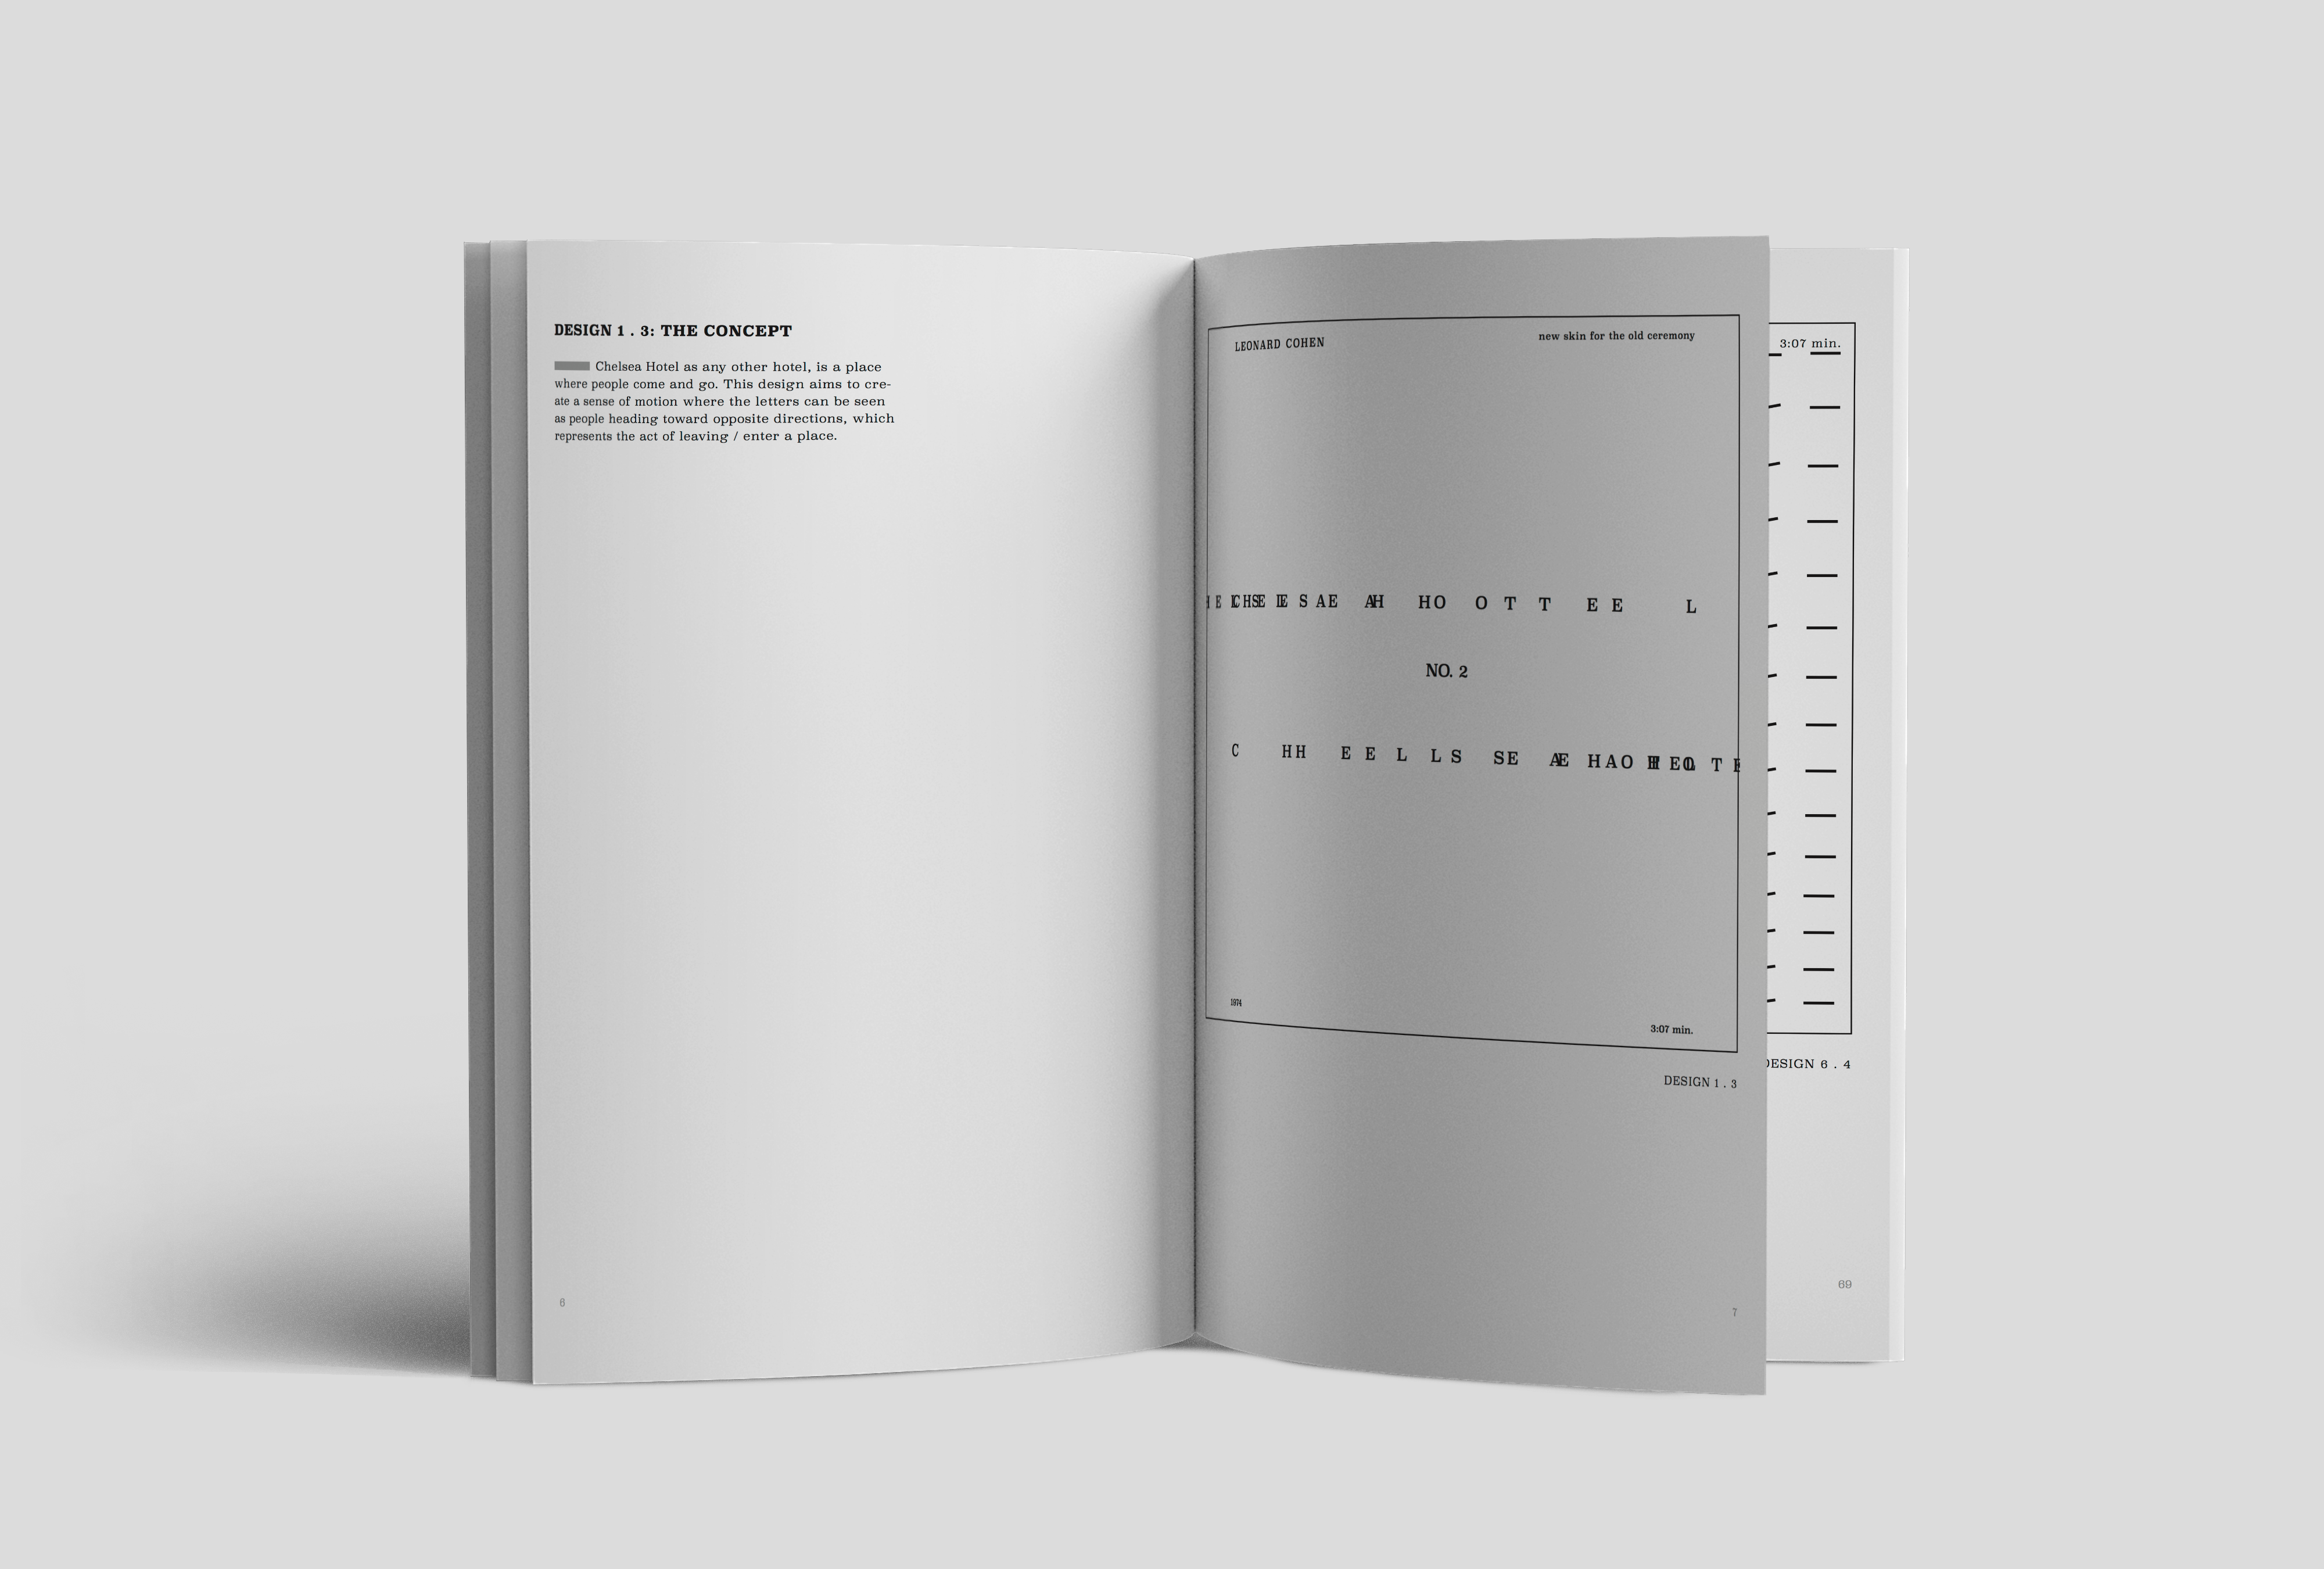 DESIGN 1 . 3: THE CONCEPT
Chelsea Hotel as any other hotel, is a place
where people come and go. This design aims to cre-
ate a sense of motion where the letters can be seen
as people heading toward opposite directions, which
represents the act of leaving / enter a place.
6
LEONARD COHEN
new skin for the old ceremony
H O O T T E E L
NO. 2
C H H E E L L S S E
1974
3:07 min.
DESIGN 1 . 3
7
3:07 min.
DESIGN 6 . 4
69